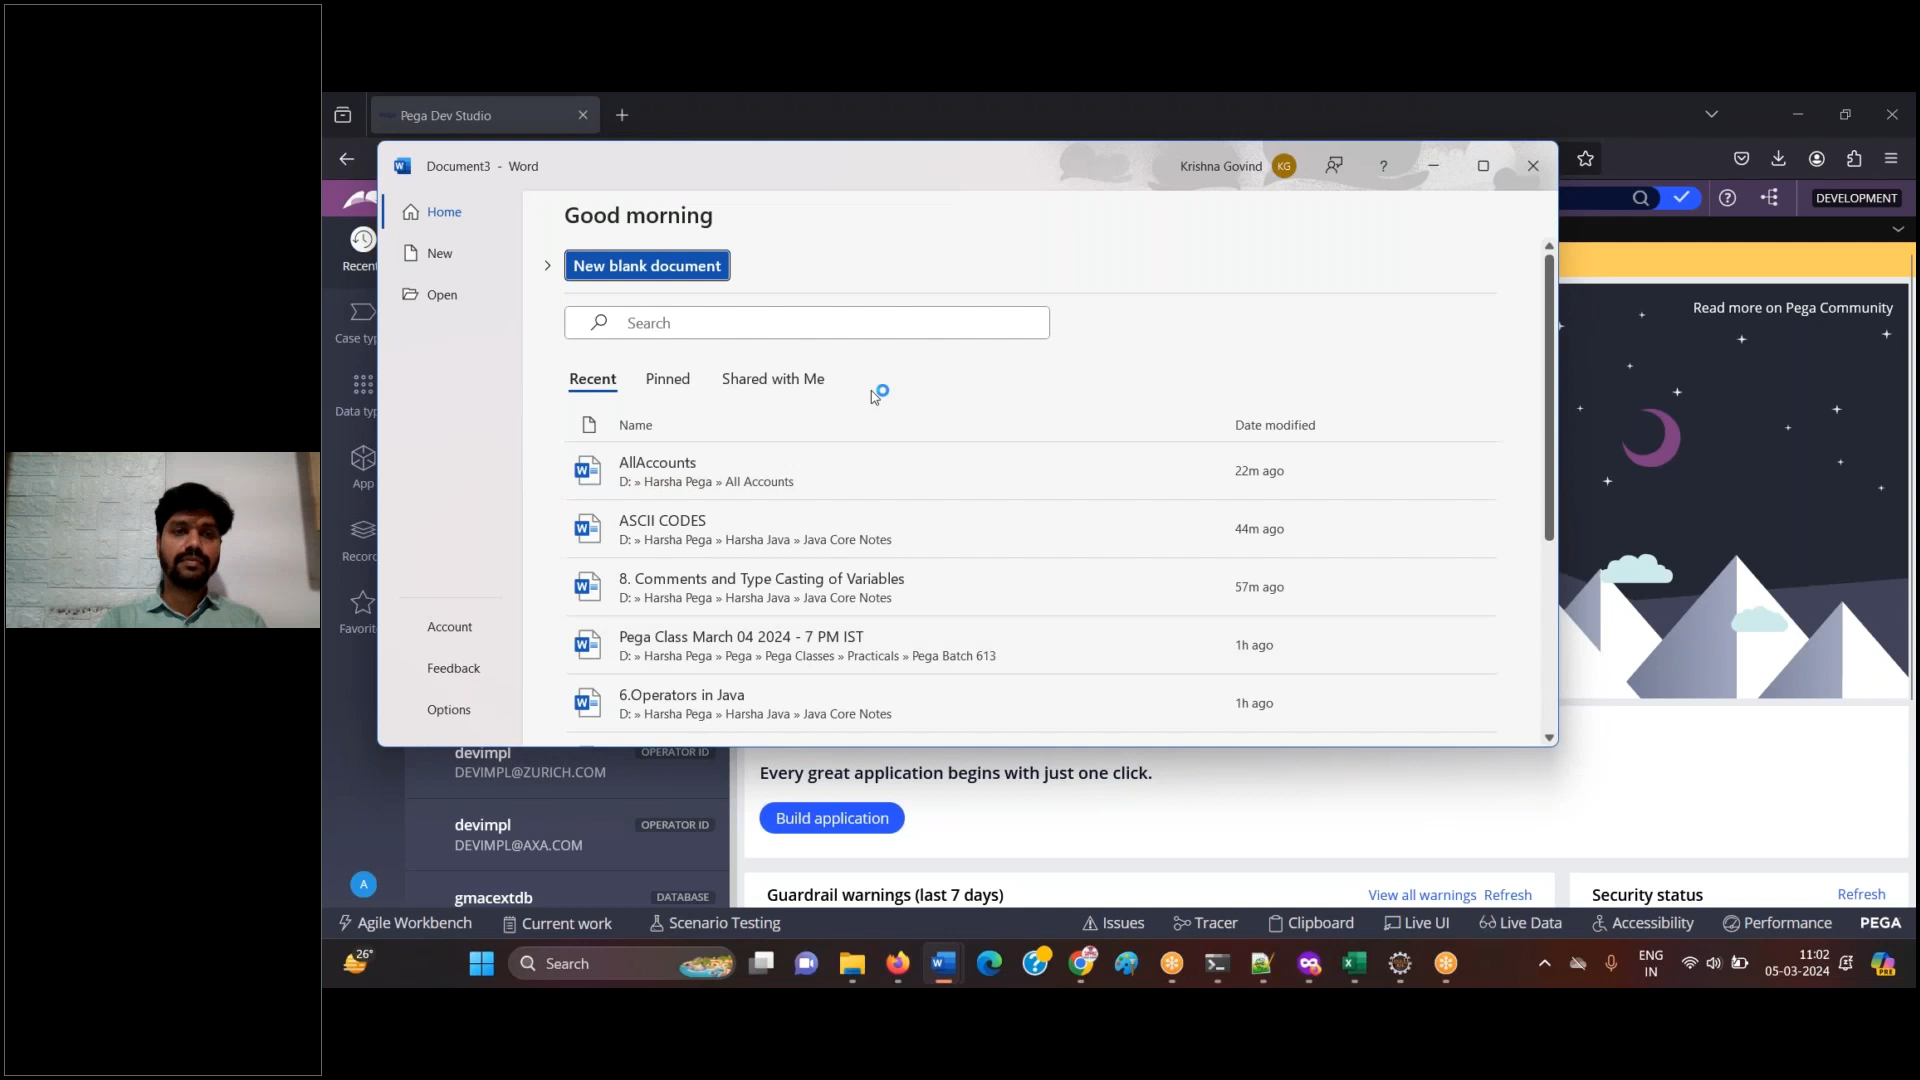 Pega Dev Studio
Document3 - Word
Krishna Govind
KG
?
DEVELOPMENT
Home
New
Open
Account
Feedback
Options
Good morning
New blank document
Search
Recent
Pinned
Shared with Me
Name
Date modified
AllAccounts
D: » Harsha Pega » All Accounts
22m ago
ASCII CODES
D: » Harsha Pega » Harsha Java » Java Core Notes
44m ago
8. Comments and Type Casting of Variables
D: » Harsha Pega » Harsha Java » Java Core Notes
57m ago
Pega Class March 04 2024 - 7 PM IST
D: » Harsha Pega » Pega » Pega Classes » Practicals » Pega Batch 613
1h ago
6.Operators in Java
D: » Harsha Pega » Harsha Java » Java Core Notes
1h ago
Read more on Pega Community
Recent
Case typ
Data typ
App
Record
Favorit
A
devimpl
OPERATOR ID
DEVIMPL@ZURICH.COM
devimpl
OPERATOR ID
DEVIMPL@AXA.COM
gmacextdb
DATABASE
Every great application begins with just one click.
Build application
Guardrail warnings (last 7 days)
View all warnings
Refresh
Security status
Refresh
Agile Workbench
Current work
Scenario Testing
Issues
Tracer
Clipboard
Live UI
Live Data
Accessibility
Performance
PEGA
26°
Search
ENG
IN
11:02
05-03-2024
PRE